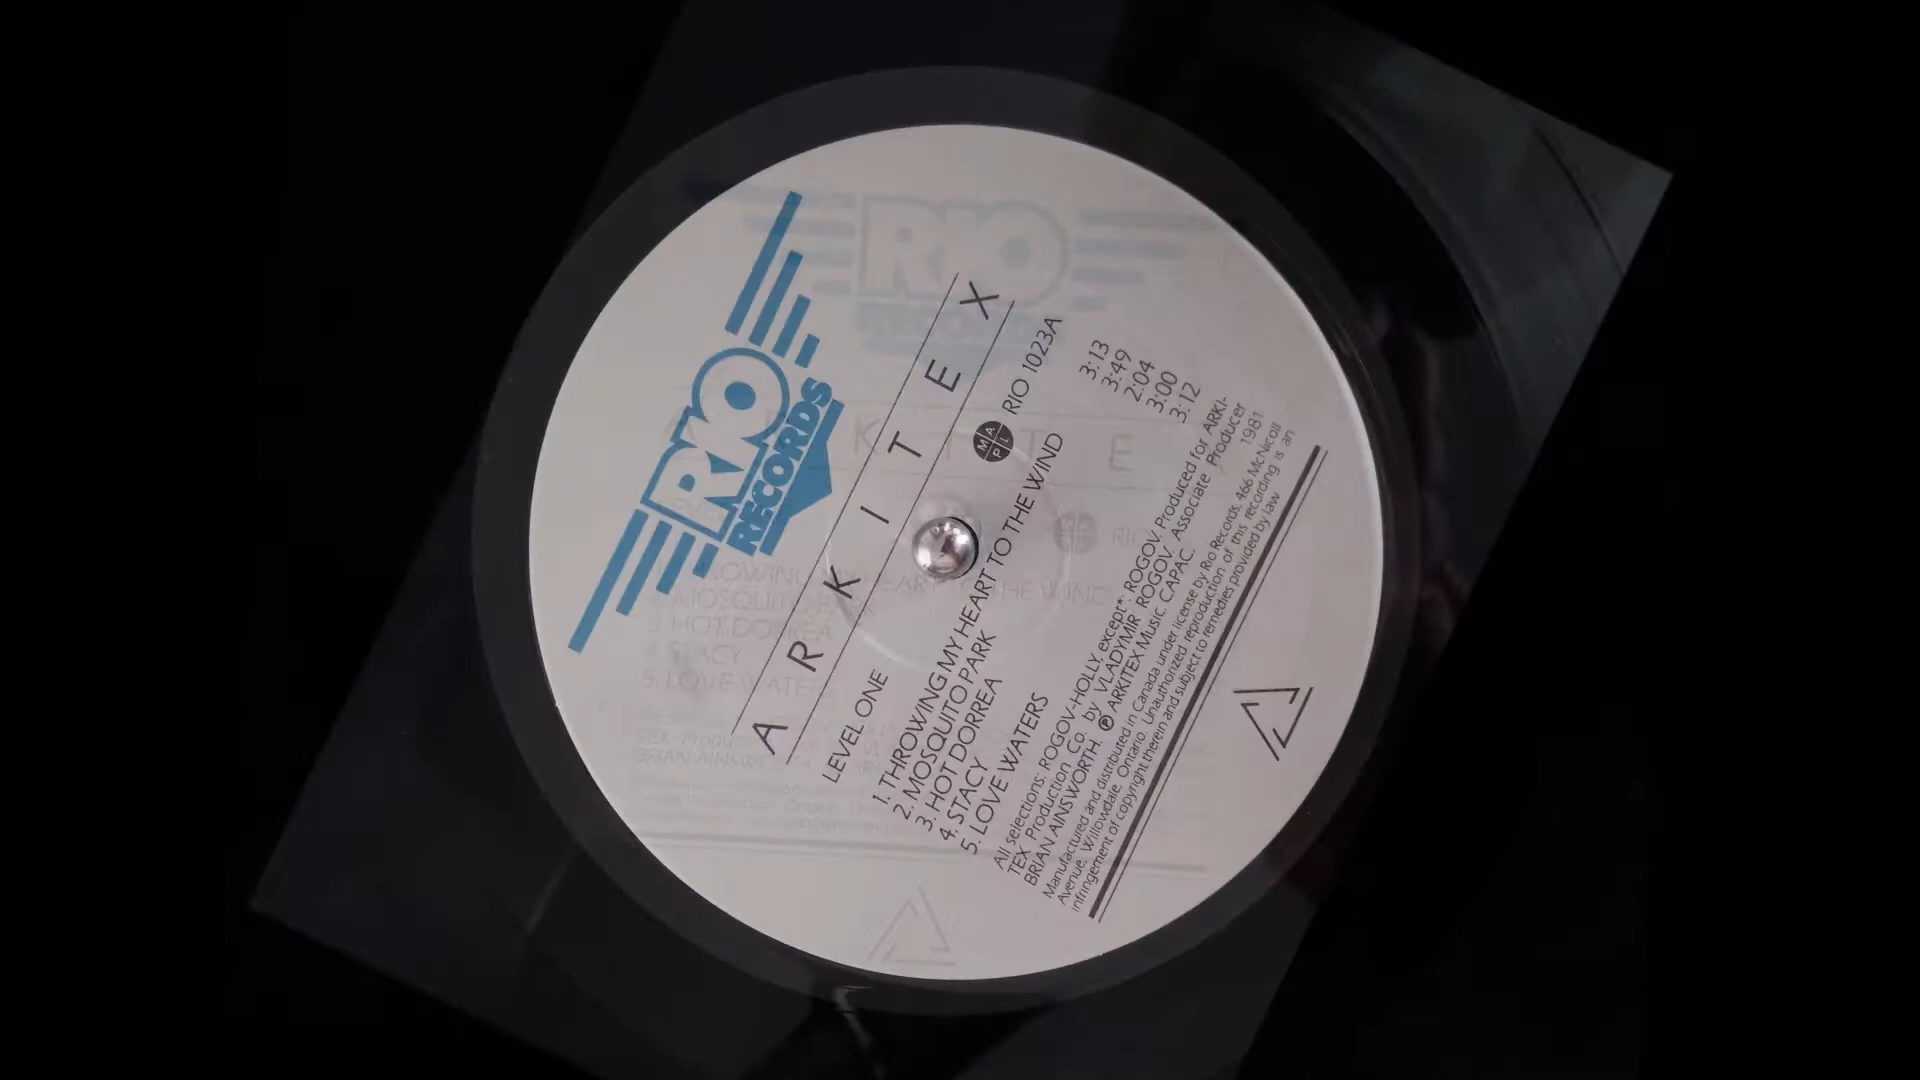 RIO
RECORDS
ARKITEX
LEVEL ONE
MAPL
RIO 1023A
1. THROWING MY HEART TO THE WIND 3:13
2. MOSQUITO PARK 3:49
3. HOT DORREA 2:04
4. STACY 3:00
5. LOVE WATERS 3:12
All selections: ROGOV-HOLLY, except*: ROGOV. Produced for ARKI-
TEX Production Co. by VLADYMIR ROGOV. Associate Producer
BRIAN AINSWORTH. ℗ ARKITEX Music. CAPAC. 1981
Manufactured and distributed in Canada under license by Rio Records, 466 McNicoll
Avenue, Willowdale, Ontario. Unauthorized reproduction of this recording is an
infringement of copyright therein and subject to remedies provided by law